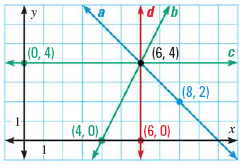 y a d b
(0, 4) (6, 4) c
(8, 2)
1 (4, 0) (6, 0) x
1